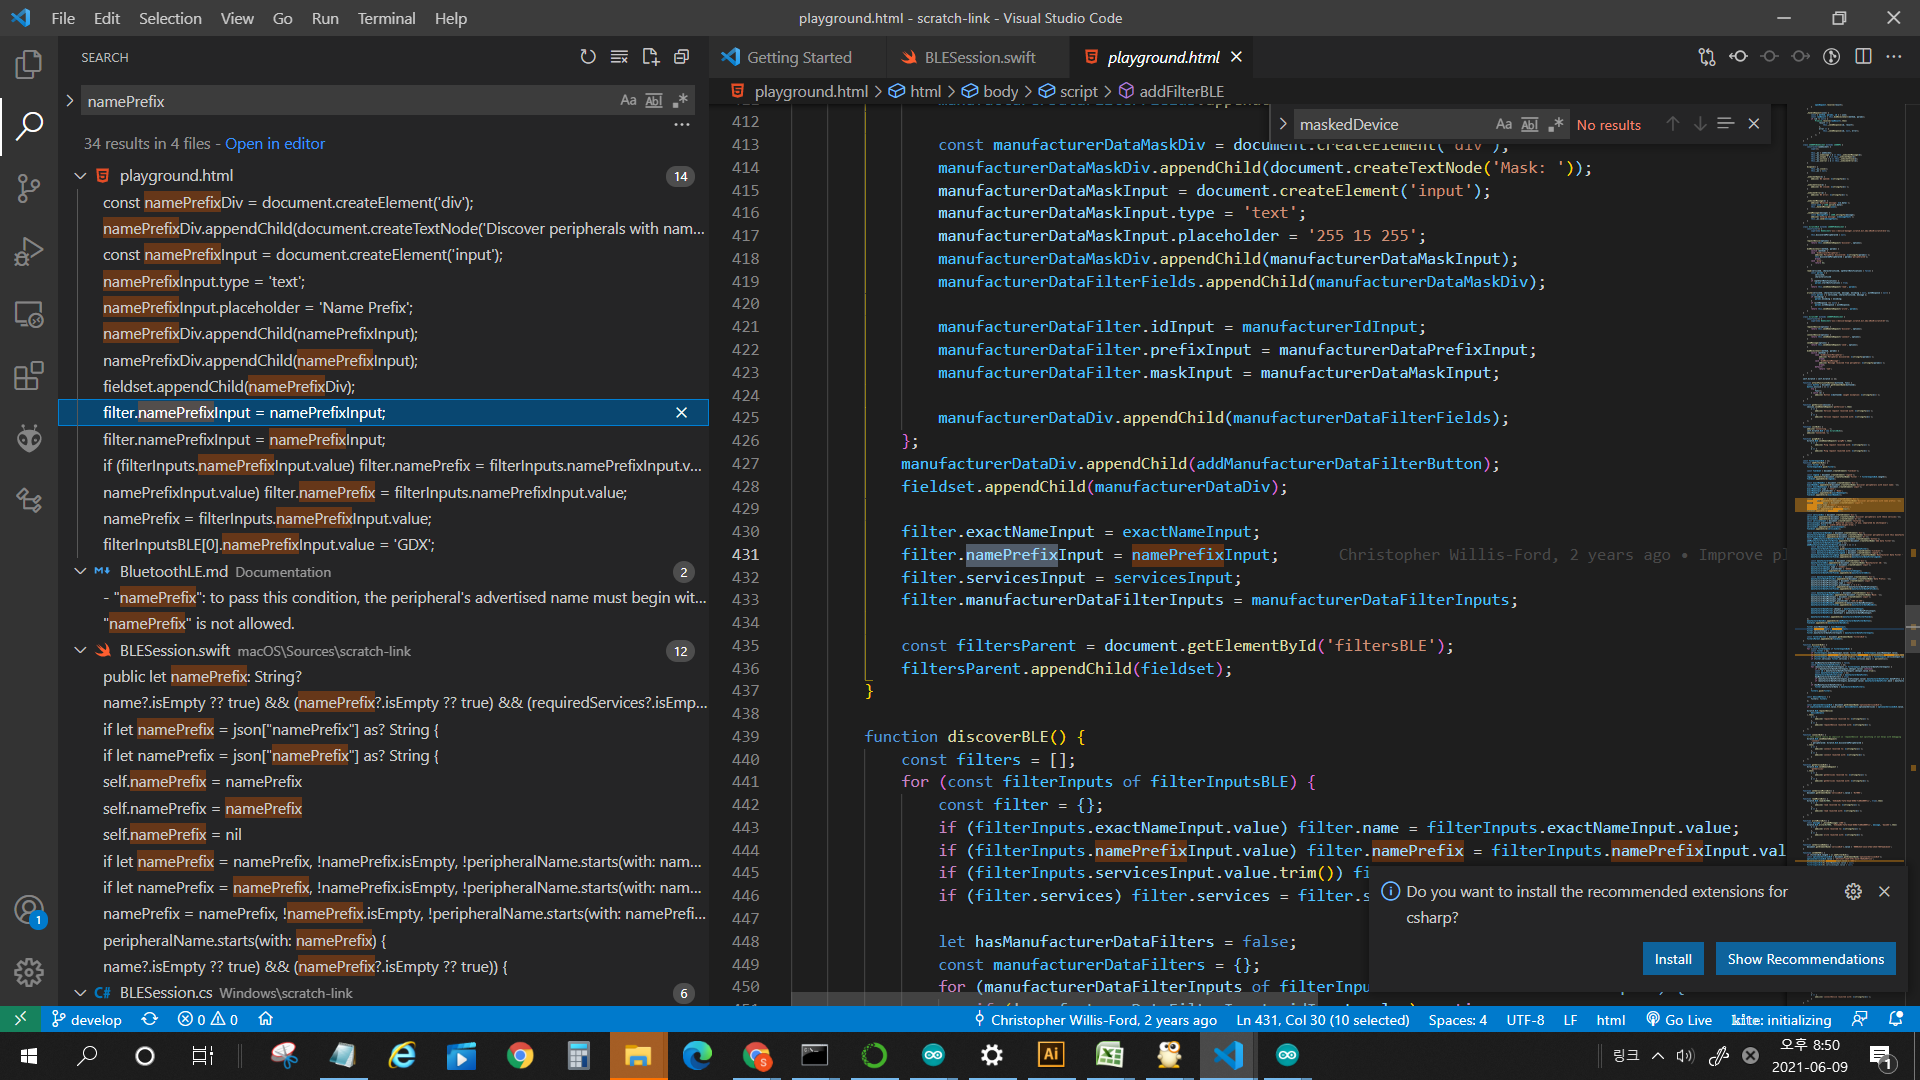 File Edit Selection View Go Run Terminal Help
playground.html - scratch-link - Visual Studio Code
SEARCH
Getting Started
BLESession.swift
playground.html
namePrefix
Aa Abl .*
playground.html > html > body > script > addFilterBLE
34 results in 4 files - Open in editor
maskedDevice
Aa Abl .*
No results
playground.html 14
const namePrefixDiv = document.createElement('div');
namePrefixDiv.appendChild(document.createTextNode('Discover peripherals with nam...
const namePrefixInput = document.createElement('input');
namePrefixInput.type = 'text';
namePrefixInput.placeholder = 'Name Prefix';
namePrefixDiv.appendChild(namePrefixInput);
namePrefixDiv.appendChild(namePrefixInput);
fieldset.appendChild(namePrefixDiv);
filter.namePrefixInput = namePrefixInput;
filter.namePrefixInput = namePrefixInput;
if (filterInputs.namePrefixInput.value) filter.namePrefix = filterInputs.namePrefixInput.v...
namePrefixInput.value) filter.namePrefix = filterInputs.namePrefixInput.value;
namePrefix = filterInputs.namePrefixInput.value;
filterInputsBLE[0].namePrefixInput.value = 'GDX';
BluetoothLE.md Documentation 2
- "namePrefix": to pass this condition, the peripheral's advertised name must begin wit...
"namePrefix" is not allowed.
BLESession.swift macOS\Sources\scratch-link 12
public let namePrefix: String?
name?.isEmpty ?? true) && (namePrefix?.isEmpty ?? true) && (requiredServices?.isEmp...
if let namePrefix = json["namePrefix"] as? String {
if let namePrefix = json["namePrefix"] as? String {
self.namePrefix = namePrefix
self.namePrefix = namePrefix
self.namePrefix = nil
if let namePrefix = namePrefix, !namePrefix.isEmpty, !peripheralName.starts(with: nam...
if let namePrefix = namePrefix, !namePrefix.isEmpty, !peripheralName.starts(with: nam...
namePrefix = namePrefix, !namePrefix.isEmpty, !peripheralName.starts(with: namePrefi...
peripheralName.starts(with: namePrefix) {
name?.isEmpty ?? true) && (namePrefix?.isEmpty ?? true)) {
BLESession.cs Windows\scratch-link 6
412
413 const manufacturerDataMaskDiv = document.createElement('div');
414 manufacturerDataMaskDiv.appendChild(document.createTextNode('Mask: '));
415 manufacturerDataMaskInput = document.createElement('input');
416 manufacturerDataMaskInput.type = 'text';
417 manufacturerDataMaskInput.placeholder = '255 15 255';
418 manufacturerDataMaskDiv.appendChild(manufacturerDataMaskInput);
419 manufacturerDataFilterFields.appendChild(manufacturerDataMaskDiv);
420
421 manufacturerDataFilter.idInput = manufacturerIdInput;
422 manufacturerDataFilter.prefixInput = manufacturerDataPrefixInput;
423 manufacturerDataFilter.maskInput = manufacturerDataMaskInput;
424
425 manufacturerDataDiv.appendChild(manufacturerDataFilterFields);
426 };
427 manufacturerDataDiv.appendChild(addManufacturerDataFilterButton);
428 fieldset.appendChild(manufacturerDataDiv);
429
430 filter.exactNameInput = exactNameInput;
431 filter.namePrefixInput = namePrefixInput; Christopher Willis-Ford, 2 years ago • Improve pl
432 filter.servicesInput = servicesInput;
433 filter.manufacturerDataFilterInputs = manufacturerDataFilterInputs;
434
435 const filtersParent = document.getElementById('filtersBLE');
436 filtersParent.appendChild(fieldset);
437 }
438
439 function discoverBLE() {
440 const filters = [];
441 for (const filterInputs of filterInputsBLE) {
442 const filter = {};
443 if (filterInputs.exactNameInput.value) filter.name = filterInputs.exactNameInput.value;
444 if (filterInputs.namePrefixInput.value) filter.namePrefix = filterInputs.namePrefixInput.val
445 if (filterInputs.servicesInput.value.trim()) fi
446 if (filter.services) filter.services = filter.s
447
448 let hasManufacturerDataFilters = false;
449 const manufacturerDataFilters = {};
450 for (manufacturerDataFilterInputs of filterInpu
Do you want to install the recommended extensions for
csharp?
Install
Show Recommendations
1
develop
0 0
Christopher Willis-Ford, 2 years ago
Ln 431, Col 30 (10 selected)
Spaces: 4
UTF-8
LF
html
Go Live
kite: initializing
Ai
링크
오후 8:50
2021-06-09
1